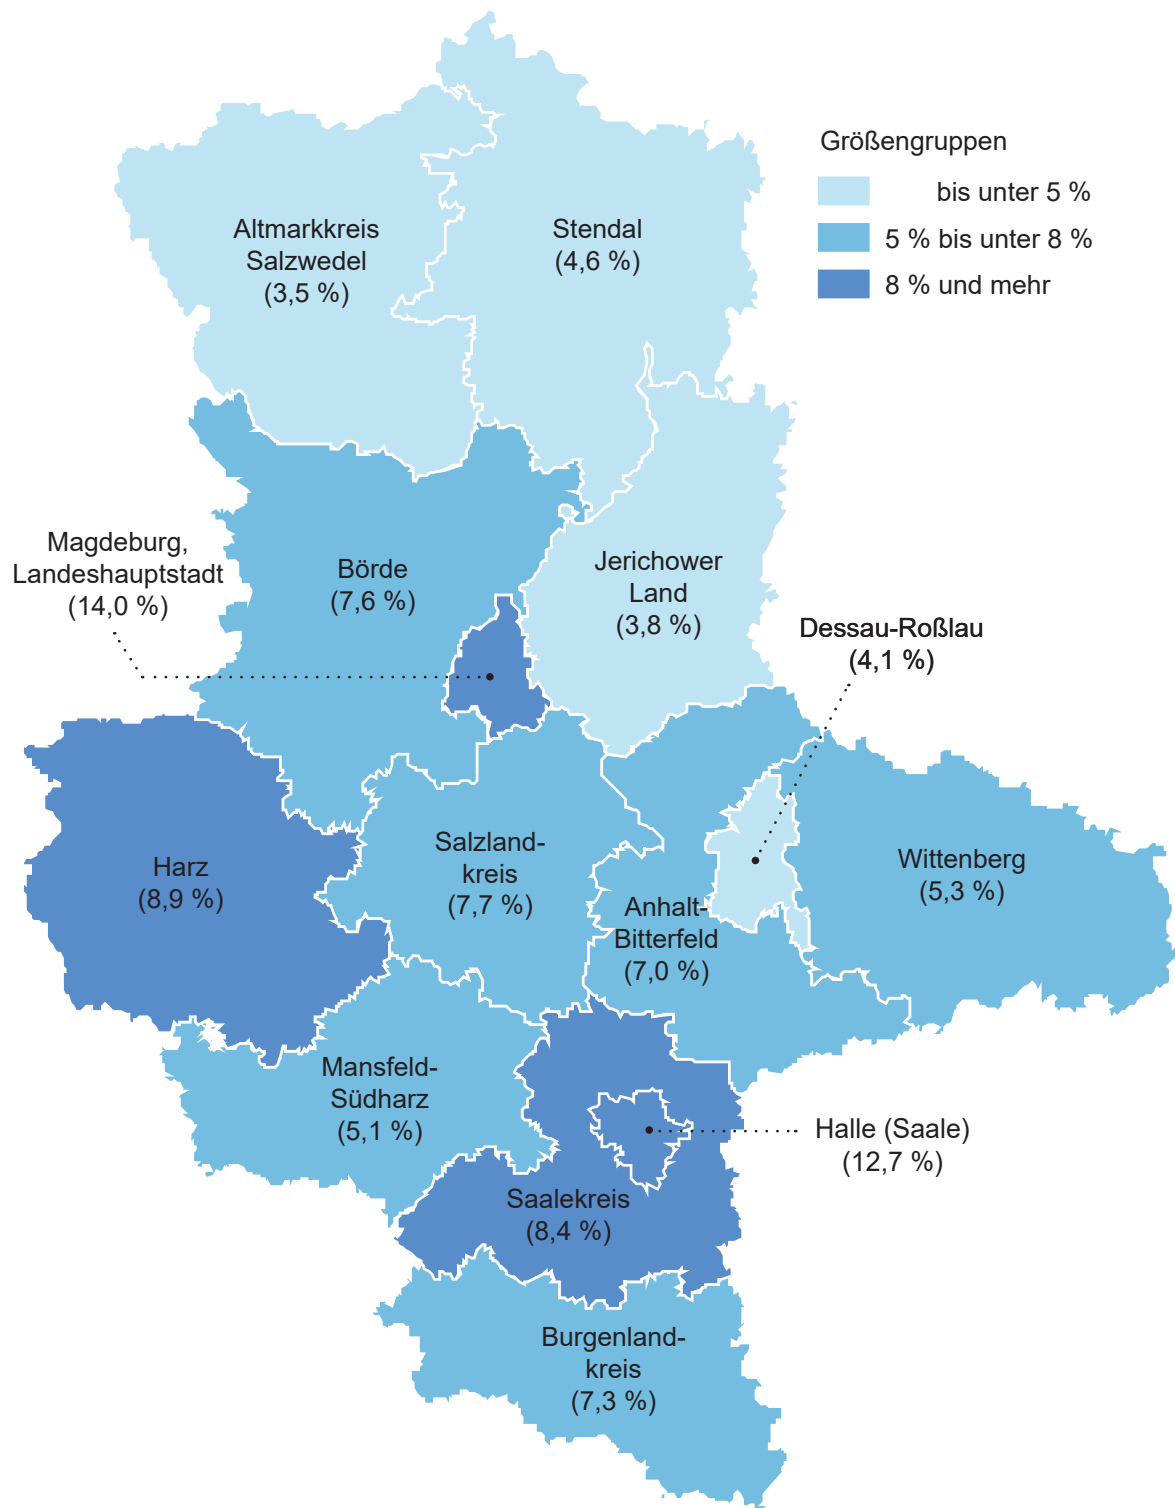 Größengruppen
bis unter 5 %
5 % bis unter 8 %
8 % und mehr
Altmarkkreis
Salzwedel
(3,5 %)
Stendal
(4,6 %)
Magdeburg,
Landeshauptstadt
(14,0 %)
Börde
(7,6 %)
Jerichower
Land
(3,8 %)
Dessau-Roßlau
(4,1 %)
Harz
(8,9 %)
Salzland-
kreis
(7,7 %)
Anhalt-
Bitterfeld
(7,0 %)
Wittenberg
(5,3 %)
Mansfeld-
Südharz
(5,1 %)
Halle (Saale)
(12,7 %)
Saalekreis
(8,4 %)
Burgenland-
kreis
(7,3 %)